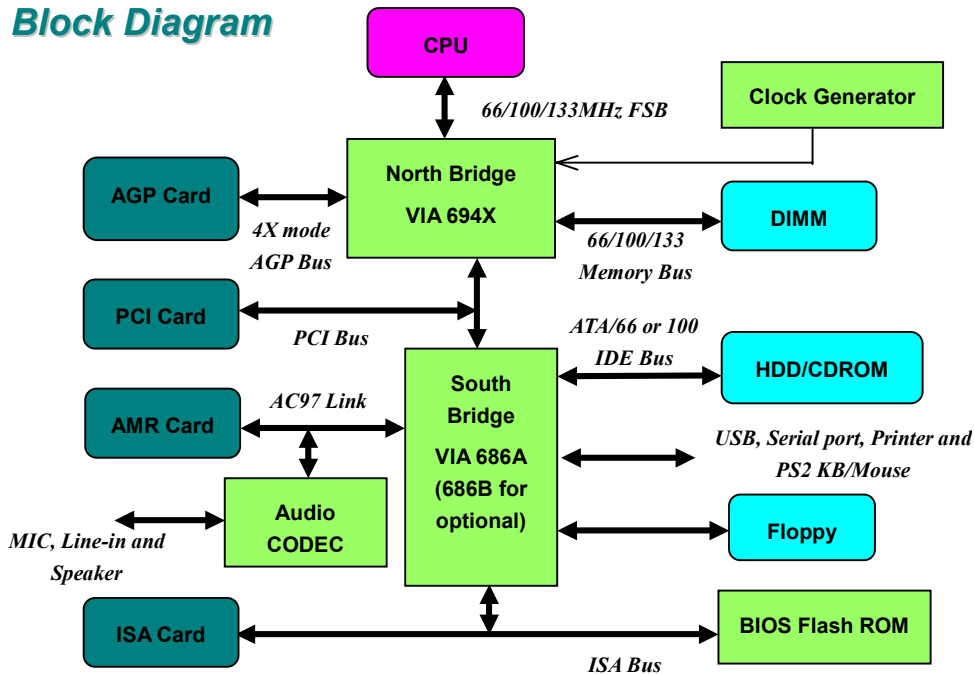 Block Diagram
CPU
66/100/133MHz FSB
Clock Generator
North Bridge
VIA 694X
AGP Card
4X mode
AGP Bus
DIMM
66/100/133
Memory Bus
PCI Card
PCI Bus
ATA/66 or 100
IDE Bus
HDD/CDROM
South
Bridge
VIA 686A
(686B for
optional)
AMR Card
AC97 Link
USB, Serial port, Printer and
PS2 KB/Mouse
Audio
CODEC
MIC, Line-in and
Speaker
Floppy
ISA Card
BIOS Flash ROM
ISA Bus